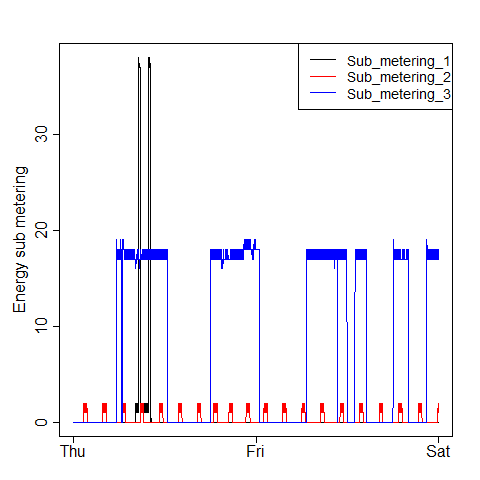 Sub_metering_1
Sub_metering_2
Sub_metering_3
Energy sub metering
30
20
10
0
Thu Fri Sat